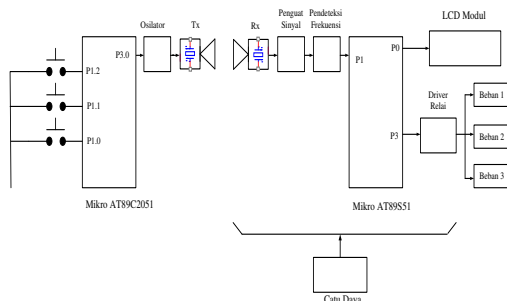 LCD Modul
Penguat
Sinyal
Pendeteksi
Frekuensi
Osilator
Tx
Rx
P3.0
P1.2
P1.1
P1.0
P1
P0
P3
Driver
Relai
Beban 1
Beban 2
Beban 3
Mikro AT89C2051
Mikro AT89S51
Catu Daya